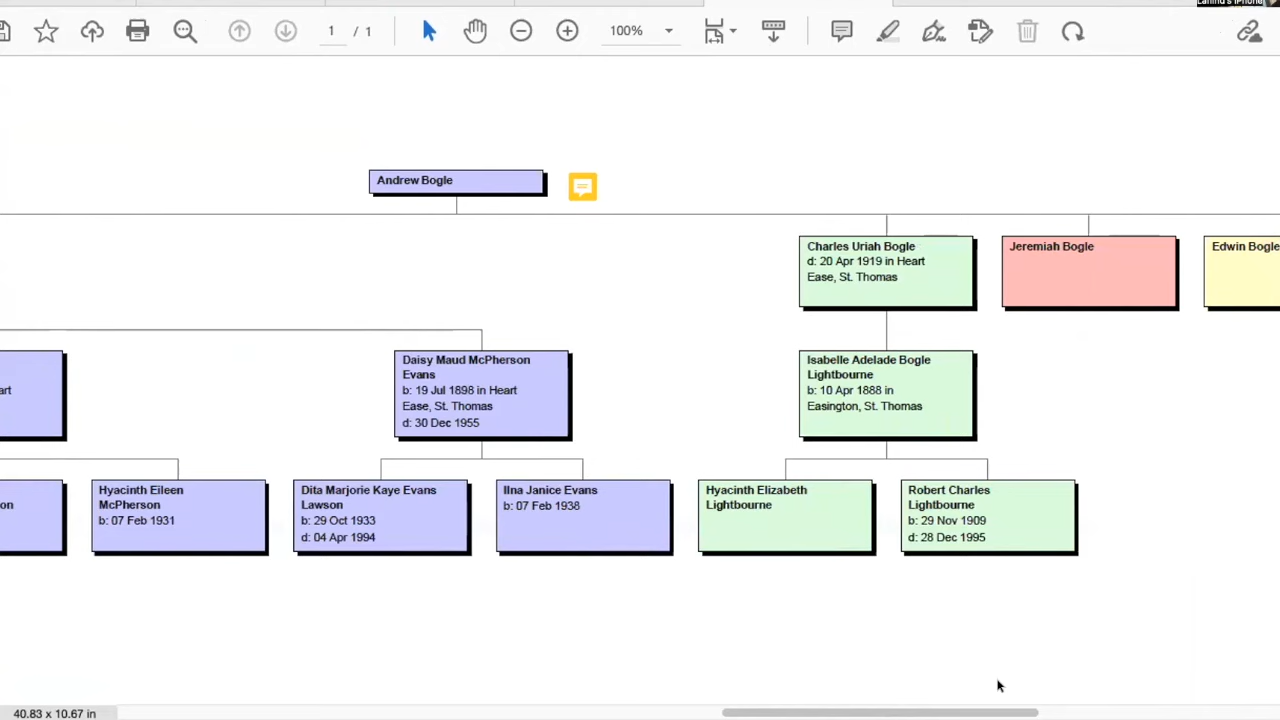 Lanna's iPhone
1 / 1
100%
Andrew Bogle
Charles Uriah Bogle
d: 20 Apr 1919 in Heart
Ease, St. Thomas
Jeremiah Bogle
Edwin Bogle
art
Daisy Maud McPherson
Evans
b: 19 Jul 1898 in Heart
Ease, St. Thomas
d: 30 Dec 1955
Isabelle Adelade Bogle
Lightbourne
b: 10 Apr 1888 in
Easington, St. Thomas
on
Hyacinth Eileen
McPherson
b: 07 Feb 1931
Dita Marjorie Kaye Evans
Lawson
b: 29 Oct 1933
d: 04 Apr 1994
Ilna Janice Evans
b: 07 Feb 1938
Hyacinth Elizabeth
Lightbourne
Robert Charles
Lightbourne
b: 29 Nov 1909
d: 28 Dec 1995
40.83 x 10.67 in